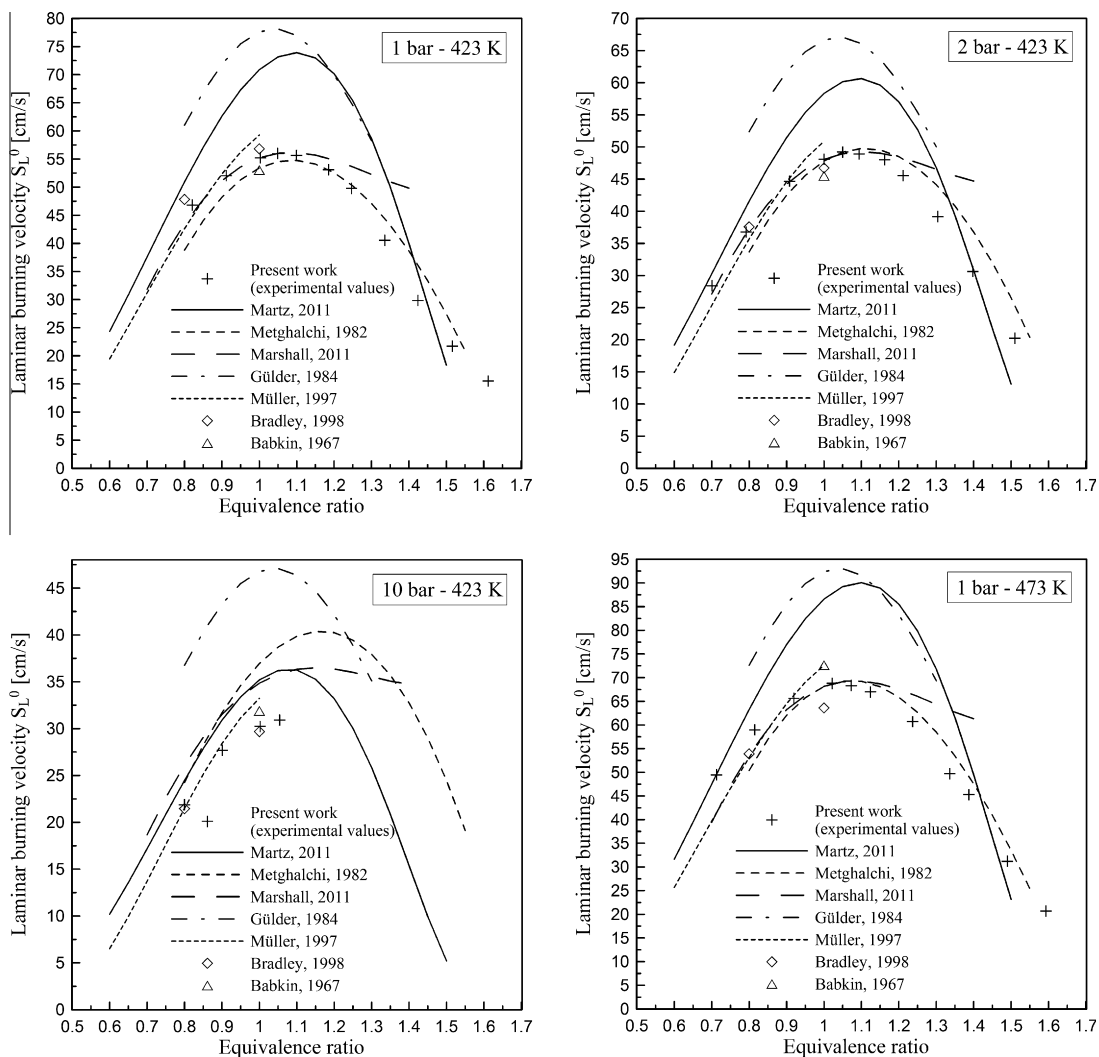 1 bar - 423 K
Laminar burning velocity S_L^0 [cm/s]
80
75
70
65
60
55
50
45
40
35
30
25
20
15
10
5
0
Present work
(experimental values)
Martz, 2011
Metghalchi, 1982
Marshall, 2011
Gülder, 1984
Müller, 1997
Bradley, 1998
Babkin, 1967
0.5 0.6 0.7 0.8 0.9 1 1.1 1.2 1.3 1.4 1.5 1.6 1.7
Equivalence ratio
2 bar - 423 K
Laminar burning velocity S_L^0 [cm/s]
70
65
60
55
50
45
40
35
30
25
20
15
10
5
0
Present work
(experimental values)
Martz, 2011
Metghalchi, 1982
Marshall, 2011
Gülder, 1984
Müller, 1997
Bradley, 1998
Babkin, 1967
0.5 0.6 0.7 0.8 0.9 1 1.1 1.2 1.3 1.4 1.5 1.6 1.7
Equivalence ratio
10 bar - 423 K
Laminar burning velocity S_L^0 [cm/s]
45
40
35
30
25
20
15
10
5
0
Present work
(experimental values)
Martz, 2011
Metghalchi, 1982
Marshall, 2011
Gülder, 1984
Müller, 1997
Bradley, 1998
Babkin, 1967
0.5 0.6 0.7 0.8 0.9 1 1.1 1.2 1.3 1.4 1.5 1.6 1.7
Equivalence ratio
1 bar - 473 K
Laminar burning velocity S_L^0 [cm/s]
95
90
85
80
75
70
65
60
55
50
45
40
35
30
25
20
15
10
5
0
Present work
(experimental values)
Martz, 2011
Metghalchi, 1982
Marshall, 2011
Gülder, 1984
Müller, 1997
Bradley, 1998
Babkin, 1967
0.5 0.6 0.7 0.8 0.9 1 1.1 1.2 1.3 1.4 1.5 1.6 1.7
Equivalence ratio